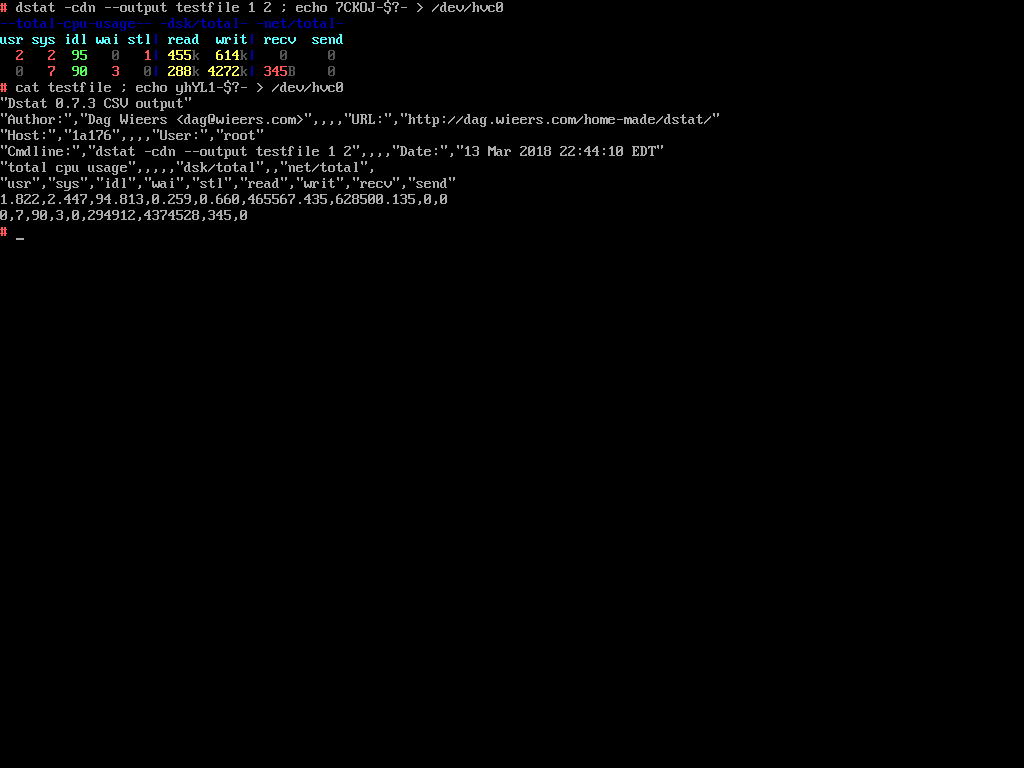 # dstat -cdn --output testfile 1 2 ; echo 7CKOJ-$?- > /dev/hvc0
--total-cpu-usage-- -dsk/total- -net/total-
usr sys idl wai stl| read  writ| recv  send
  2   2  95   0   1| 455k  614k|   0     0
  0   7  90   3   0| 288k 4272k| 345B    0
# cat testfile ; echo yhYL1-$?- > /dev/hvc0
"Dstat 0.7.3 CSV output"
"Author:","Dag Wieers <dag@wieers.com>",,,,"URL:","http://dag.wieers.com/home-made/dstat/"
"Host:","1a176",,,,"User:","root"
"Cmdline:","dstat -cdn --output testfile 1 2",,,,"Date:","13 Mar 2018 22:44:10 EDT"
"total cpu usage",,,,,"dsk/total",,"net/total",
"usr","sys","idl","wai","stl","read","writ","recv","send"
1.822,2.447,94.813,0.259,0.660,465567.435,628500.135,0,0
0,7,90,3,0,294912,4374528,345,0
# _